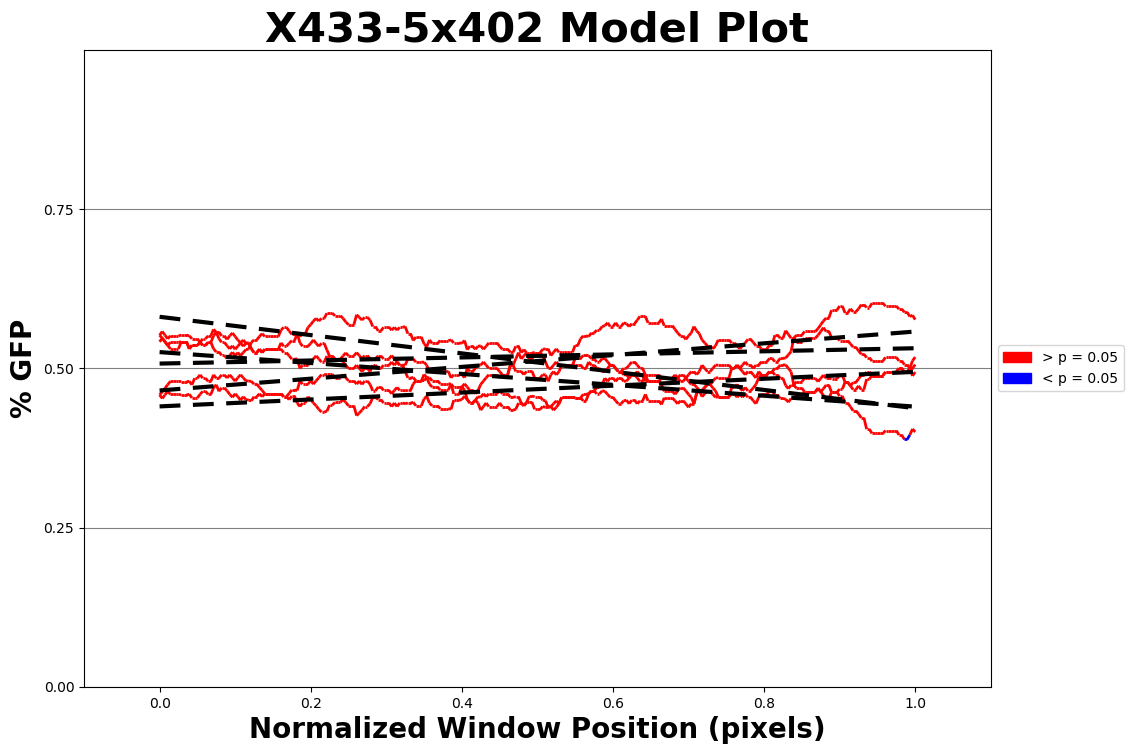 X433-5x402 Model Plot
% GFP
0.75
0.50
0.25
0.00
0.0 0.2 0.4 0.6 0.8 1.0
Normalized Window Position (pixels)
> p = 0.05
< p = 0.05